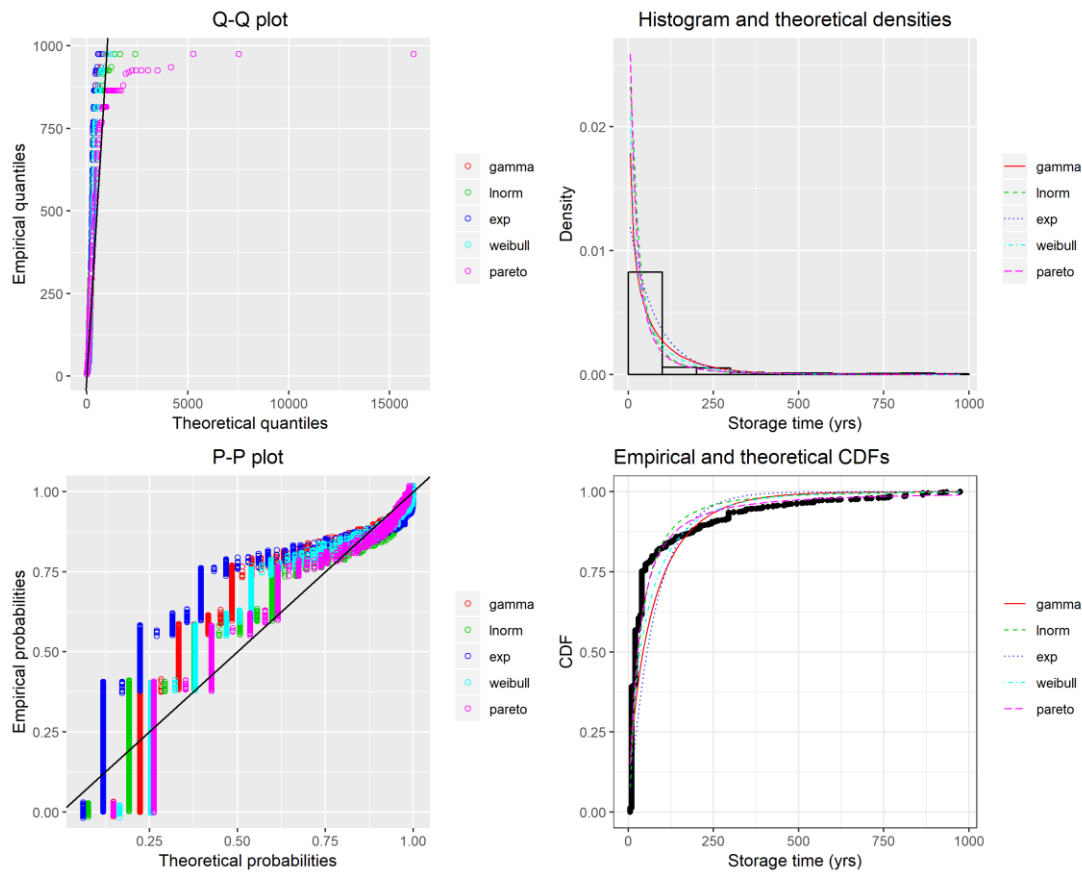 Q-Q plot
Empirical quantiles
1000
750
500
250
0
0
5000
10000
15000
Theoretical quantiles
gamma
lnorm
exp
weibull
pareto
Histogram and theoretical densities
Density
0.02
0.01
0.00
0
250
500
750
1000
Storage time (yrs)
gamma
lnorm
exp
weibull
pareto
P-P plot
Empirical probabilities
1.00
0.75
0.50
0.25
0.00
0.25
0.50
0.75
1.00
Theoretical probabilities
gamma
lnorm
exp
weibull
pareto
Empirical and theoretical CDFs
CDF
1.00
0.75
0.50
0.25
0.00
0
250
500
750
1000
Storage time (yrs)
gamma
lnorm
exp
weibull
pareto